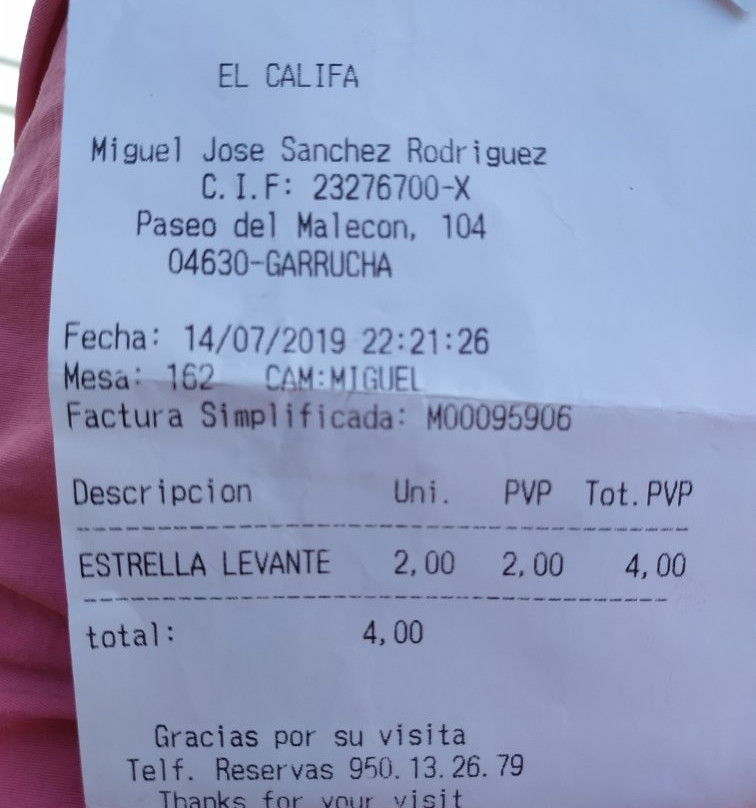 EL CALIFA
Miguel Jose Sanchez Rodriguez
C.I.F: 23276700-X
Paseo del Malecon, 104
04630-GARRUCHA
Fecha: 14/07/2019 22:21:26
Mesa: 162 CAM:MIGUEL
Factura Simplificada: M00095906
Descripcion Uni. PVP Tot.PVP
ESTRELLA LEVANTE 2,00 2,00 4,00
total: 4,00
Gracias por su visita
Telf. Reservas 950.13.26.79
Thanks for your visit